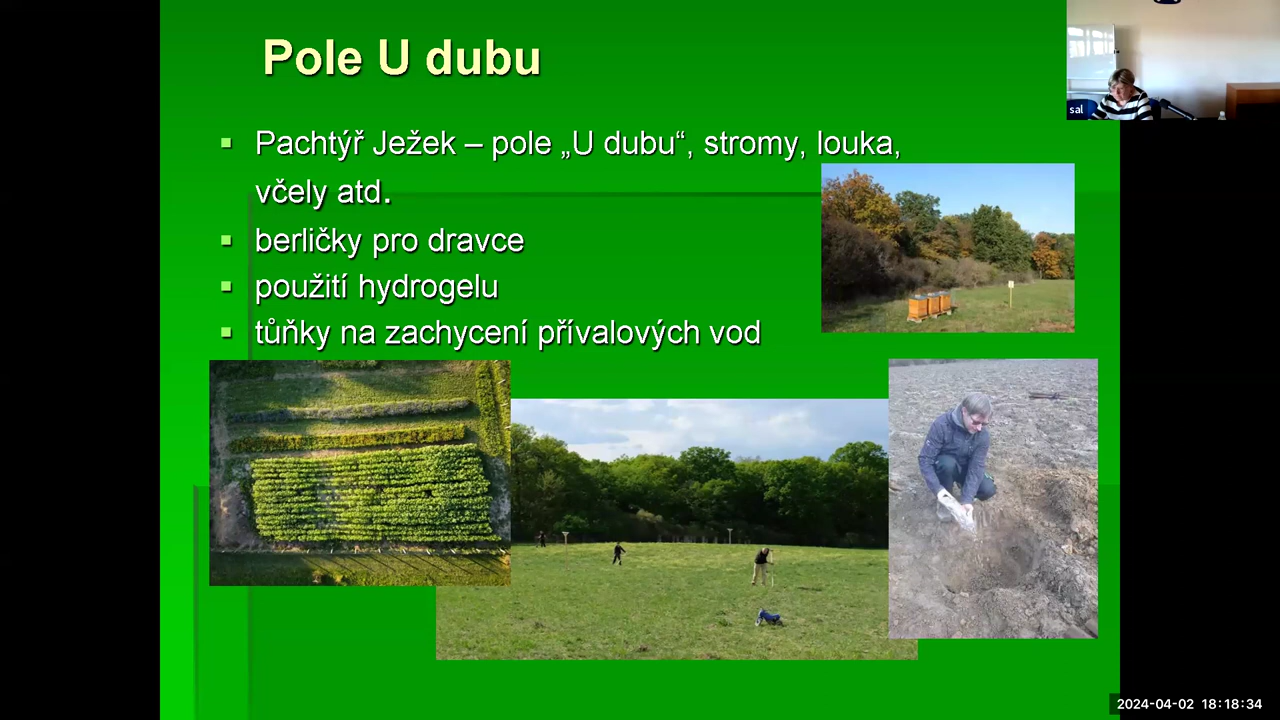 Pole U dubu
Pachtýř Ježek – pole „U dubu“, stromy, louka,
včely atd.
berličky pro dravce
použití hydrogelu
tůňky na zachycení přívalových vod
sal
2024-04-02 18:18:34